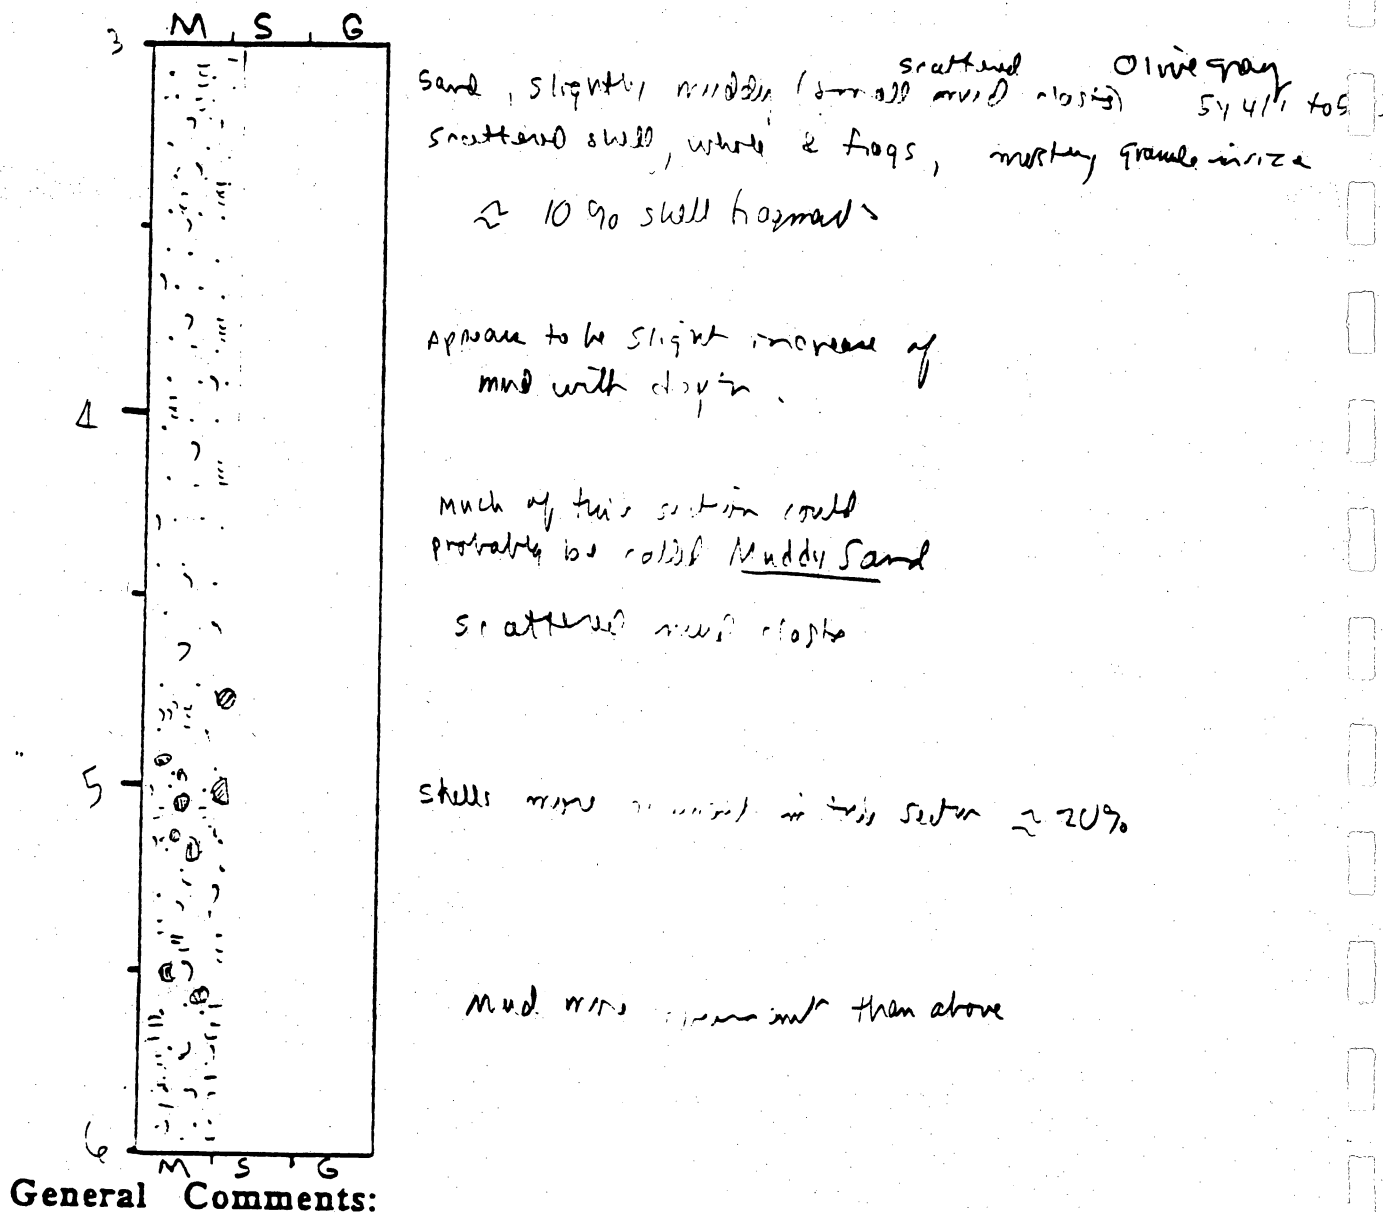 M S G
3
scattered Olive gray
Sand, slightly muddy (small mud clasts) 5Y 4/1 to 5
Scattered shell, whole & frags, mostly granule in size
≈ 10% shell fragments
Appears to be slight increase of
mud with depth.
4
Much of this section could
probably be called Muddy Sand
scattered mud clasts
5
Shells more in this section ≈ 20%
Mud more than above
6
M S G
General Comments: